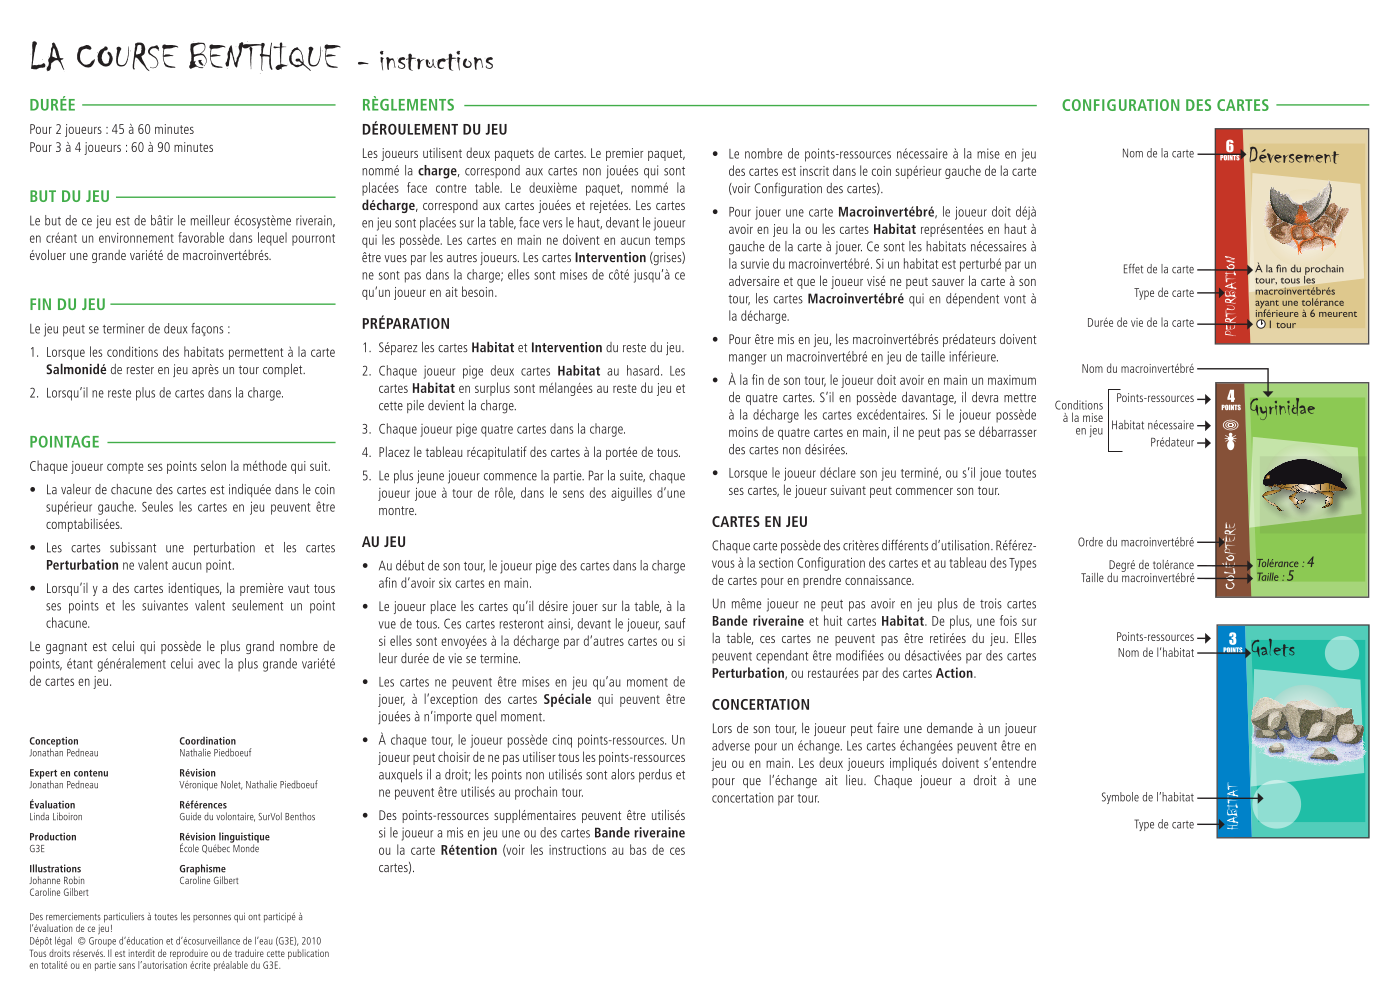 LA COURSE BENTHIQUE - instructions
DURÉE
Pour 2 joueurs : 45 à 60 minutes
Pour 3 à 4 joueurs : 60 à 90 minutes
BUT DU JEU
Le but de ce jeu est de bâtir le meilleur écosystème riverain,
en créant un environnement favorable dans lequel pourront
évoluer une grande variété de macroinvertébrés.
FIN DU JEU
Le jeu peut se terminer de deux façons :
1. Lorsque les conditions des habitats permettent à la carte
Salmonidé de rester en jeu après un tour complet.
2. Lorsqu'il ne reste plus de cartes dans la charge.
POINTAGE
Chaque joueur compte ses points selon la méthode qui suit.
• La valeur de chacune des cartes est indiquée dans le coin
supérieur gauche. Seules les cartes en jeu peuvent être
comptabilisées.
• Les cartes subissant une perturbation et les cartes
Perturbation ne valent aucun point.
• Lorsqu'il y a des cartes identiques, la première vaut tous
ses points et les suivantes valent seulement un point
chacune.
Le gagnant est celui qui possède le plus grand nombre de
points, étant généralement celui avec la plus grande variété
de cartes en jeu.
Conception
Jonathan Pedneau
Expert en contenu
Jonathan Pedneau
Évaluation
Linda Liboiron
Production
G3E
Illustrations
Johanne Robin
Caroline Gilbert
Coordination
Nathalie Piedboeuf
Révision
Véronique Nolet, Nathalie Piedboeuf
Références
Guide du volontaire, SurVol Benthos
Révision linguistique
École Québec Monde
Graphisme
Caroline Gilbert
Des remerciements particuliers à toutes les personnes qui ont participé à
l'évaluation de ce jeu!
Dépôt légal © Groupe d'éducation et d'écosurveillance de l'eau (G3E), 2010
Tous droits réservés. Il est interdit de reproduire ou de traduire cette publication
en totalité ou en partie sans l'autorisation écrite préalable du G3E.
RÈGLEMENTS
DÉROULEMENT DU JEU
Les joueurs utilisent deux paquets de cartes. Le premier paquet,
nommé la charge, correspond aux cartes non jouées qui sont
placées face contre table. Le deuxième paquet, nommé la
décharge, correspond aux cartes jouées et rejetées. Les cartes
en jeu sont placées sur la table, face vers le haut, devant le joueur
qui les possède. Les cartes en main ne doivent en aucun temps
être vues par les autres joueurs. Les cartes Intervention (grises)
ne sont pas dans la charge; elles sont mises de côté jusqu'à ce
qu'un joueur en ait besoin.
PRÉPARATION
1. Séparez les cartes Habitat et Intervention du reste du jeu.
2. Chaque joueur pige deux cartes Habitat au hasard. Les
cartes Habitat en surplus sont mélangées au reste du jeu et
cette pile devient la charge.
3. Chaque joueur pige quatre cartes dans la charge.
4. Placez le tableau récapitulatif des cartes à la portée de tous.
5. Le plus jeune joueur commence la partie. Par la suite, chaque
joueur joue à tour de rôle, dans le sens des aiguilles d'une
montre.
AU JEU
• Au début de son tour, le joueur pige des cartes dans la charge
afin d'avoir six cartes en main.
• Le joueur place les cartes qu'il désire jouer sur la table, à la
vue de tous. Ces cartes resteront ainsi, devant le joueur, sauf
si elles sont envoyées à la décharge par d'autres cartes ou si
leur durée de vie se termine.
• Les cartes ne peuvent être mises en jeu qu'au moment de
jouer, à l'exception des cartes Spéciale qui peuvent être
jouées à n'importe quel moment.
• À chaque tour, le joueur possède cinq points-ressources. Un
joueur peut choisir de ne pas utiliser tous les points-ressources
auxquels il a droit; les points non utilisés sont alors perdus et
ne peuvent être utilisés au prochain tour.
• Des points-ressources supplémentaires peuvent être utilisés
si le joueur a mis en jeu une ou des cartes Bande riveraine
ou la carte Rétention (voir les instructions au bas de ces
cartes).
• Le nombre de points-ressources nécessaire à la mise en jeu
des cartes est inscrit dans le coin supérieur gauche de la carte
(voir Configuration des cartes).
• Pour jouer une carte Macroinvertébré, le joueur doit déjà
avoir en jeu la ou les cartes Habitat représentées en haut à
gauche de la carte à jouer. Ce sont les habitats nécessaires à
la survie du macroinvertébré. Si un habitat est perturbé par un
adversaire et que le joueur visé ne peut sauver la carte à son
tour, les cartes Macroinvertébré qui en dépendent vont à
la décharge.
• Pour être mis en jeu, les macroinvertébrés prédateurs doivent
manger un macroinvertébré en jeu de taille inférieure.
• À la fin de son tour, le joueur doit avoir en main un maximum
de quatre cartes. S'il en possède davantage, il devra mettre
à la décharge les cartes excédentaires. Si le joueur possède
moins de quatre cartes en main, il ne peut pas se débarrasser
des cartes non désirées.
• Lorsque le joueur déclare son jeu terminé, ou s'il joue toutes
ses cartes, le joueur suivant peut commencer son tour.
CARTES EN JEU
Chaque carte possède des critères différents d'utilisation. Référez-
vous à la section Configuration des cartes et au tableau des Types
de cartes pour en prendre connaissance.
Un même joueur ne peut pas avoir en jeu plus de trois cartes
Bande riveraine et huit cartes Habitat. De plus, une fois sur
la table, ces cartes ne peuvent pas être retirées du jeu. Elles
peuvent cependant être modifiées ou désactivées par des cartes
Perturbation, ou restaurées par des cartes Action.
CONCERTATION
Lors de son tour, le joueur peut faire une demande à un joueur
adverse pour un échange. Les cartes échangées peuvent être en
jeu ou en main. Les deux joueurs impliqués doivent s'entendre
pour que l'échange ait lieu. Chaque joueur a droit à une
concertation par tour.
CONFIGURATION DES CARTES
Nom de la carte
Effet de la carte
Type de carte
Durée de vie de la carte
6
POINTS
Déversement
PERTURBATION
À la fin du prochain
tour, tous les
macroinvertébrés
ayant une tolérance
inférieure à 6 meurent
1 tour
Nom du macroinvertébré
Conditions
à la mise
en jeu
Points-ressources
Habitat nécessaire
Prédateur
Ordre du macroinvertébré
Degré de tolérance
Taille du macroinvertébré
4
POINTS
Gyrinidae
COLÉOPTÈRE
Tolérance : 4
Taille : 5
Points-ressources
Nom de l'habitat
Symbole de l'habitat
Type de carte
3
POINTS
Galets
HABITAT